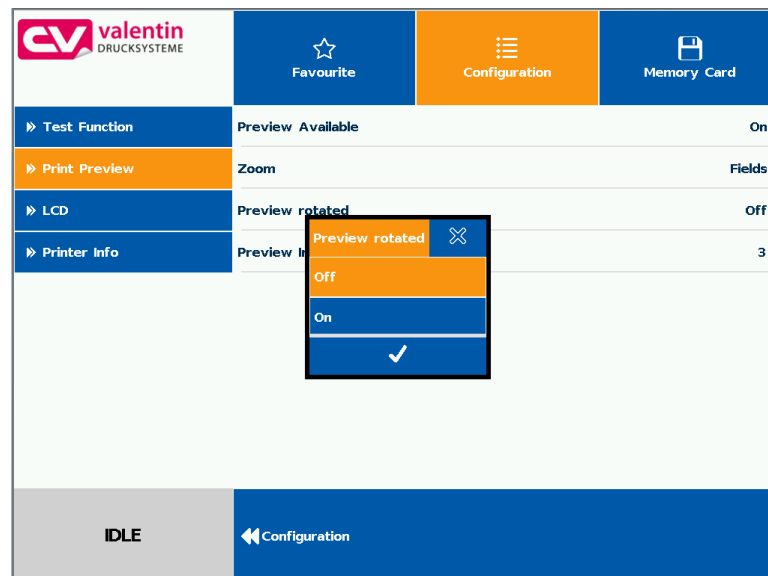 valentin
DRUCKSYSTEME
Favourite
Configuration
Memory Card
Test Function
Print Preview
LCD
Printer Info
Preview Available On
Zoom Fields
Preview rotated Off
Preview 3
Preview rotated
Off
On
IDLE
Configuration